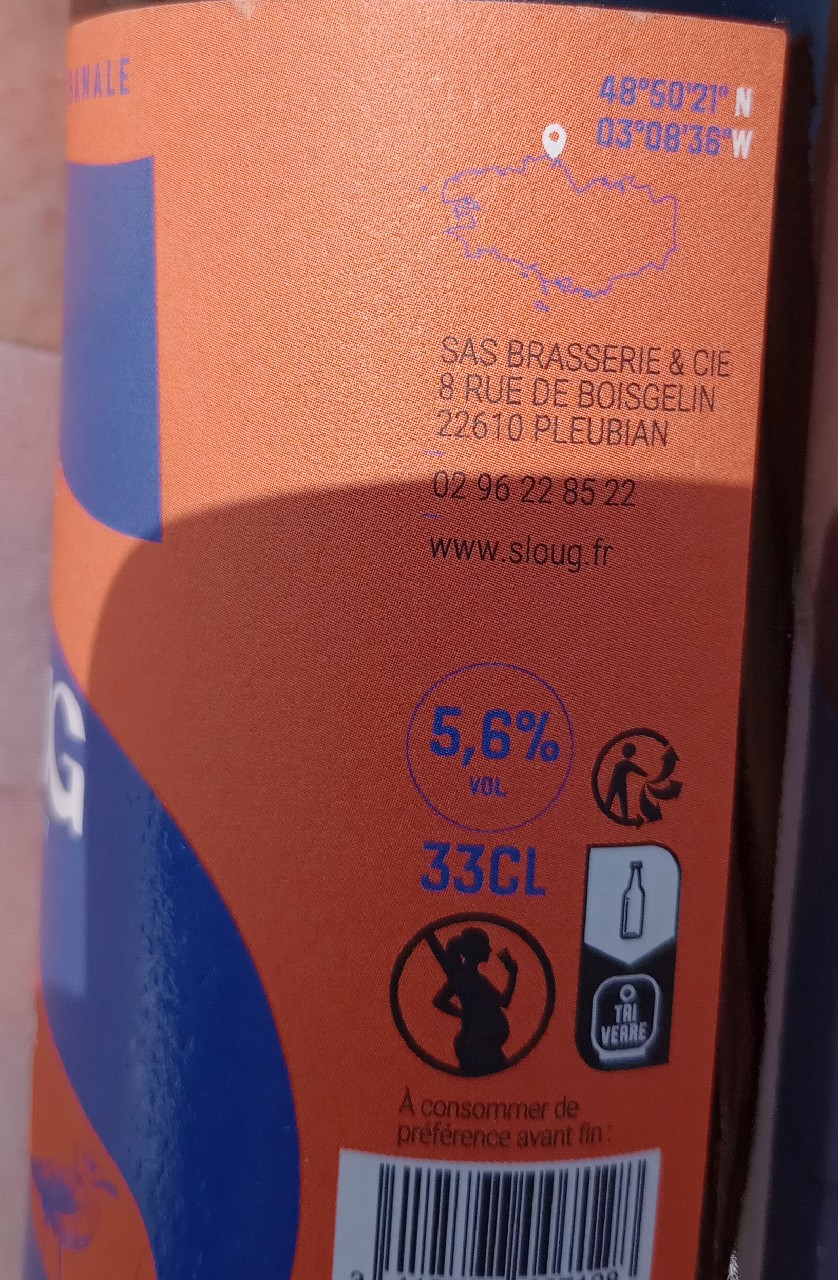 48°50'21" N
03°08'36" W
SAS BRASSERIE & CIE
8 RUE DE BOISGELIN
22610 PLEUBIAN
02 96 22 85 22
www.sloug.fr
5,6%
VOL
33CL
TRI
VERRE
À consommer de
préférence avant fin :